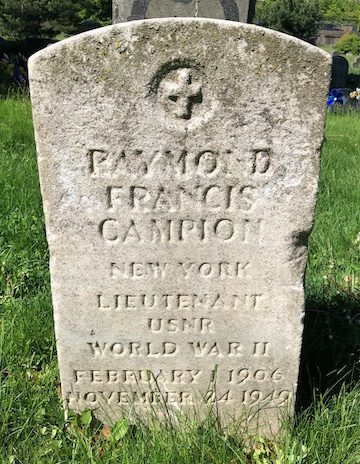 RAYMOND
FRANCIS
CAMPION
NEW YORK
LIEUTENANT
USNR
WORLD WAR II
FEBRUARY 1 1906
NOVEMBER 24 1949